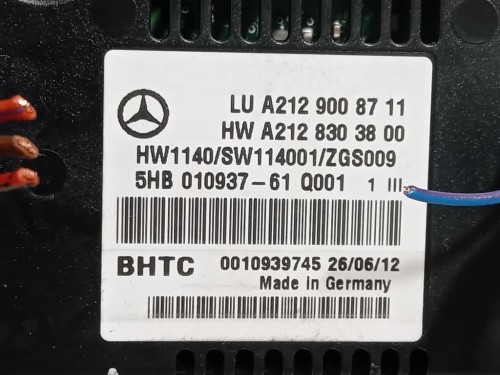 LU A212 900 87 11
HW A212 830 38 00
HW1140/SW114001/ZGS009
5HB 010937-61 Q001 1 III
BHTC 0010939745 26/06/12
Made in Germany